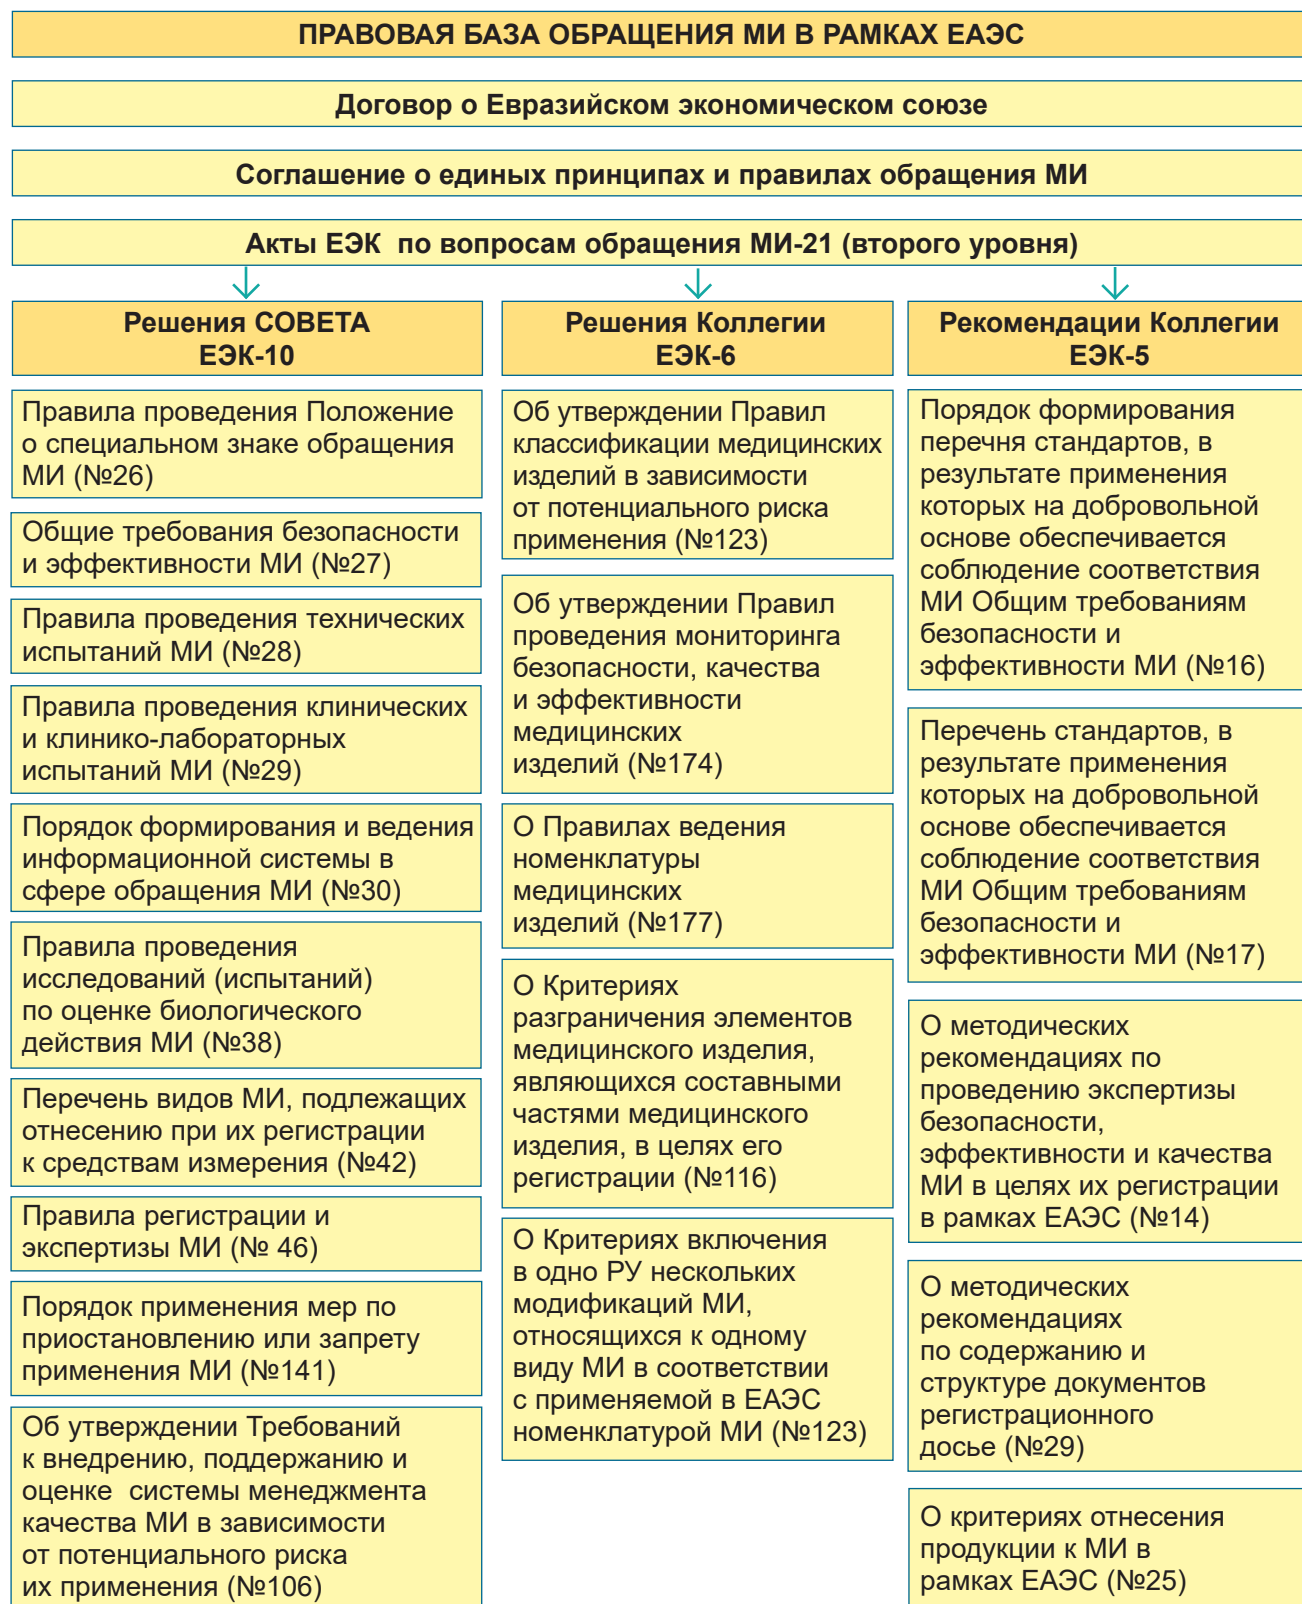 ПРАВОВАЯ БАЗА ОБРАЩЕНИЯ МИ В РАМКАХ ЕАЭС
Договор о Евразийском экономическом союзе
Соглашение о единых принципах и правилах обращения МИ
Акты ЕЭК по вопросам обращения МИ-21 (второго уровня)
Решения СОВЕТА
ЕЭК-10
Правила проведения Положение
о специальном знаке обращения
МИ (№26)
Общие требования безопасности
и эффективности МИ (№27)
Правила проведения технических
испытаний МИ (№28)
Правила проведения клинических
и клинико-лабораторных
испытаний МИ (№29)
Порядок формирования и ведения
информационной системы в
сфере обращения МИ (№30)
Правила проведения
исследований (испытаний)
по оценке биологического
действия МИ (№38)
Перечень видов МИ, подлежащих
отнесению при их регистрации
к средствам измерения (№42)
Правила регистрации и
экспертизы МИ (№ 46)
Порядок применения мер по
приостановлению или запрету
применения МИ (№141)
Об утверждении Требований
к внедрению, поддержанию и
оценке системы менеджмента
качества МИ в зависимости
от потенциального риска
их применения (№106)
Решения Коллегии
ЕЭК-6
Об утверждении Правил
классификации медицинских
изделий в зависимости
от потенциального риска
применения (№123)
Об утверждении Правил
проведения мониторинга
безопасности, качества
и эффективности
медицинских
изделий (№174)
О Правилах ведения
номенклатуры
медицинских
изделий (№177)
О Критериях
разграничения элементов
медицинского изделия,
являющихся составными
частями медицинского
изделия, в целях его
регистрации (№116)
О Критериях включения
в одно РУ нескольких
модификаций МИ,
относящихся к одному
виду МИ в соответствии
с применяемой в ЕАЭС
номенклатурой МИ (№123)
Рекомендации Коллегии
ЕЭК-5
Порядок формирования
перечня стандартов, в
результате применения
которых на добровольной
основе обеспечивается
соблюдение соответствия
МИ Общим требованиям
безопасности и
эффективности МИ (№16)
Перечень стандартов, в
результате применения
которых на добровольной
основе обеспечивается
соблюдение соответствия
МИ Общим требованиям
безопасности и
эффективности МИ (№17)
О методических
рекомендациях по
проведению экспертизы
безопасности,
эффективности и качества
МИ в целях их регистрации
в рамках ЕАЭС (№14)
О методических
рекомендациях
по содержанию и
структуре документов
регистрационного
досье (№29)
О критериях отнесения
продукции к МИ в
рамках ЕАЭС (№25)